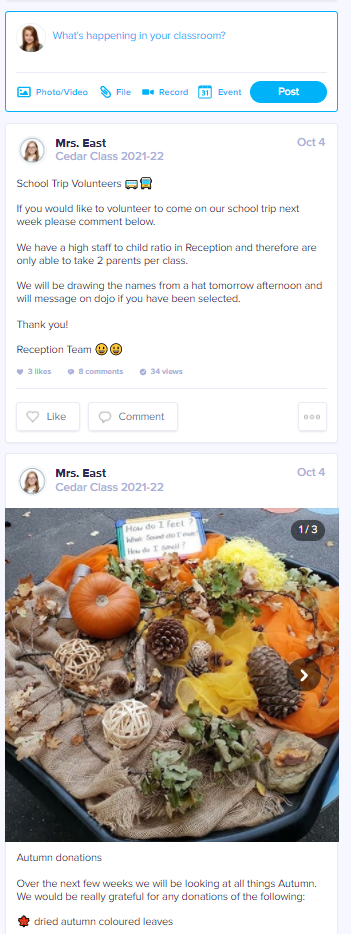 What's happening in your classroom?
Photo/Video File Record 31 Event Post
Mrs. East Oct 4
Cedar Class 2021-22
School Trip Volunteers
If you would like to volunteer to come on our school trip next
week please comment below.
We have a high staff to child ratio in Reception and therefore are
only able to take 2 parents per class.
We will be drawing the names from a hat tomorrow afternoon and
will message on dojo if you have been selected.
Thank you!
Reception Team
3 likes 8 comments 34 views
Like Comment
Mrs. East Oct 4
Cedar Class 2021-22
1 / 3
How do I feel ?
What Sound do I make?
How do I smell ?
Autumn donations
Over the next few weeks we will be looking at all things Autumn.
We would be really grateful for any donations of the following:
dried autumn coloured leaves